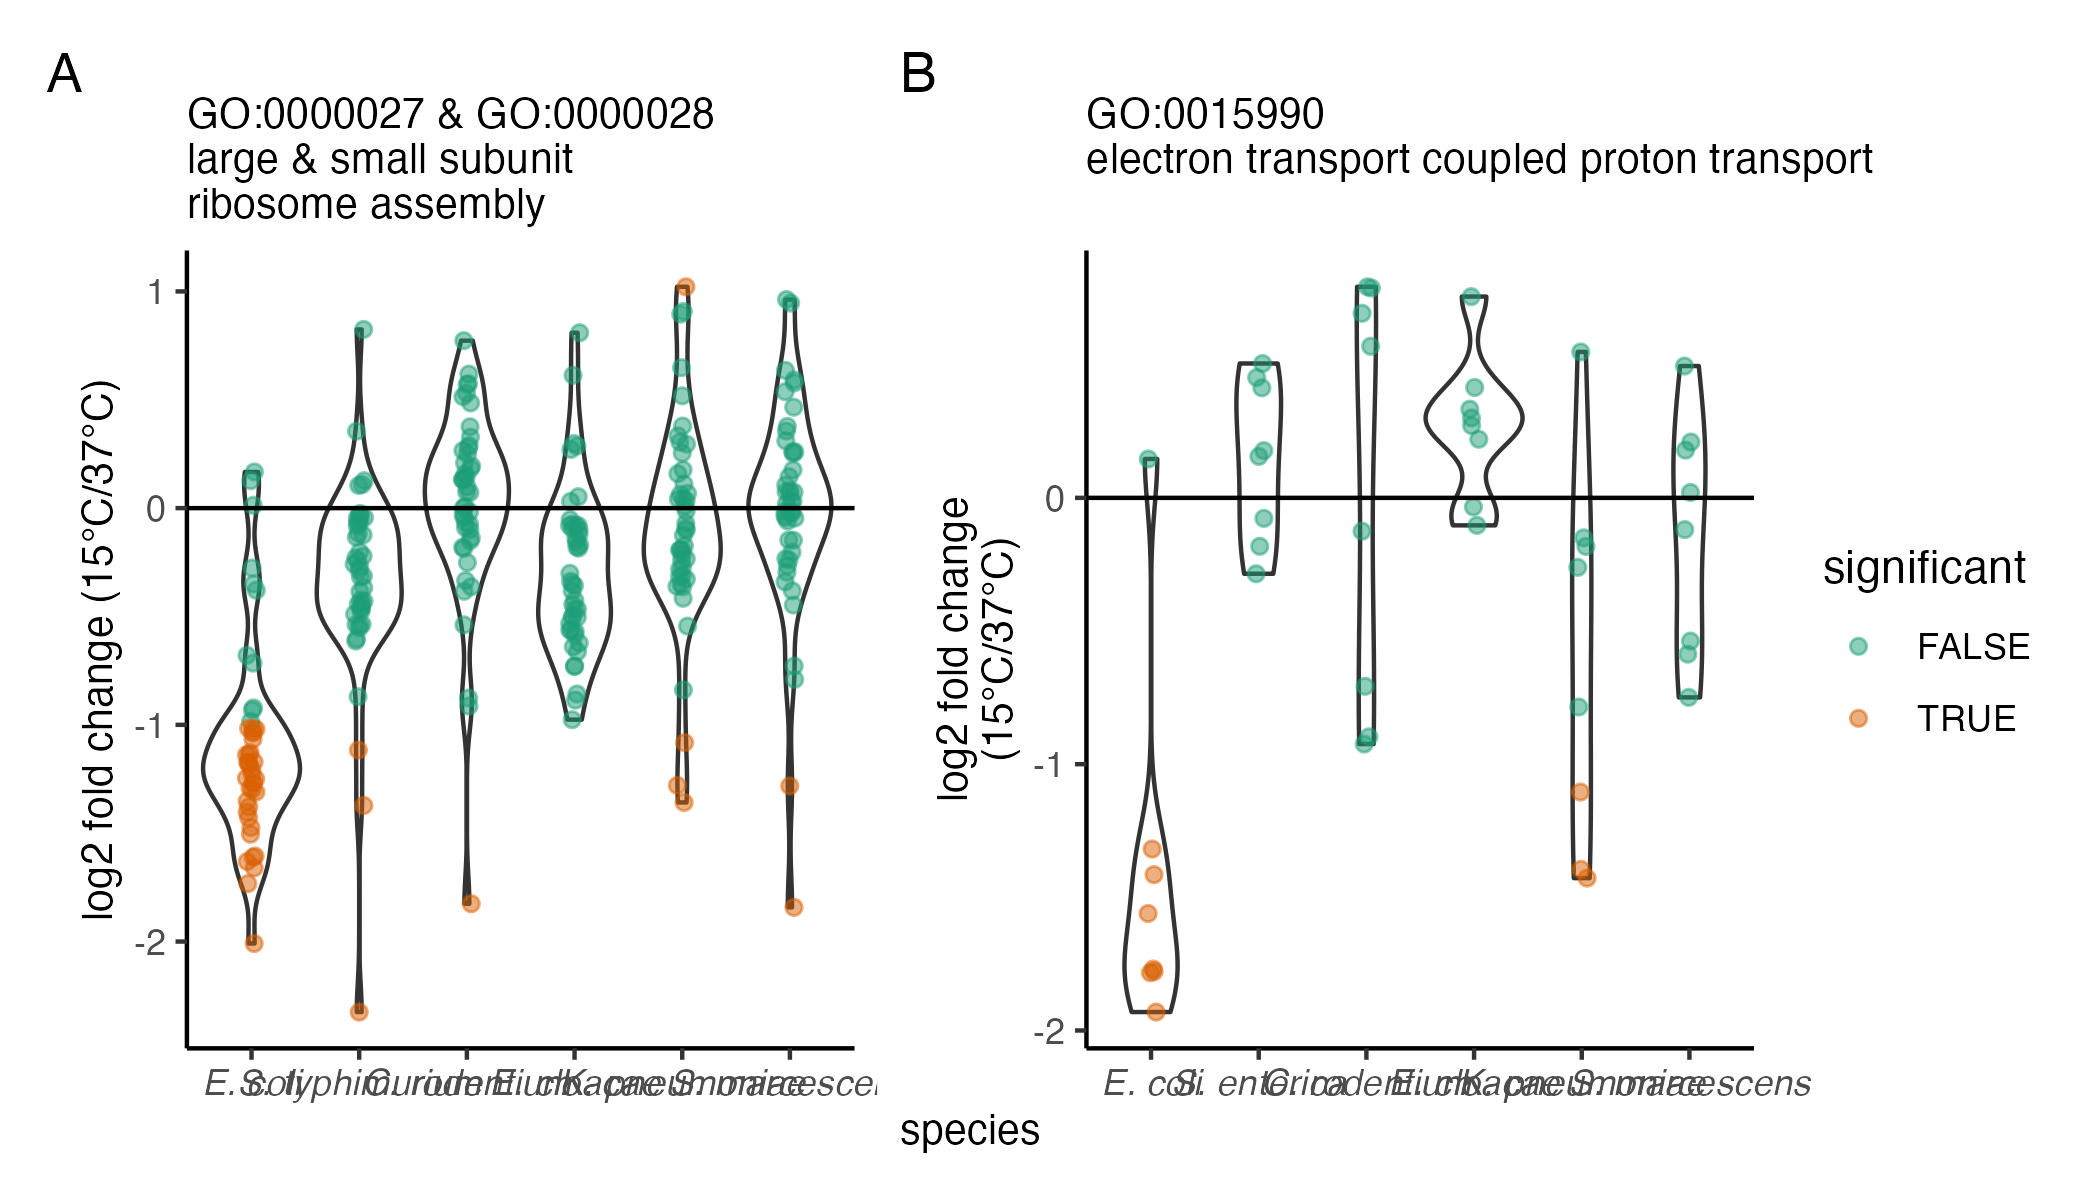 A
GO:0000027 & GO:0000028
large & small subunit
ribosome assembly
log2 fold change (15°C/37°C)
1
0
-1
-2
E. coli
B
GO:0015990
electron transport coupled proton transport
log2 fold change
(15°C/37°C)
0
-1
-2
E. coli S. enterica
species
significant
FALSE
TRUE